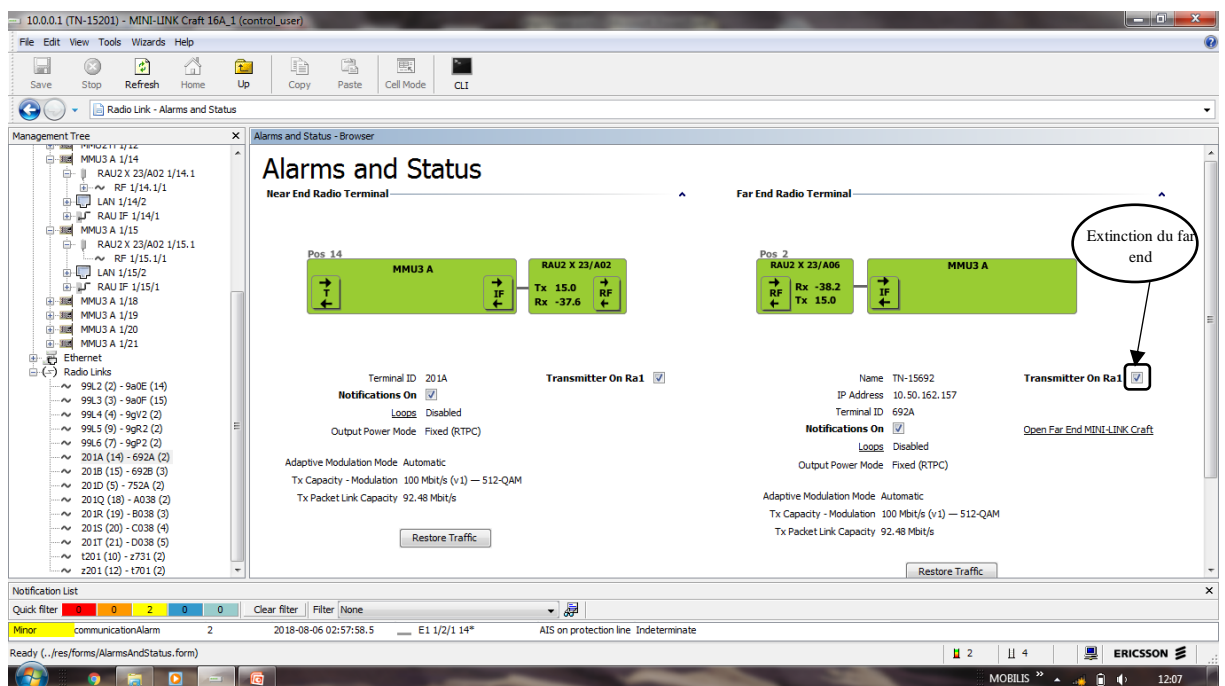 10.0.0.1 (TN-15201) - MINI-LINK Craft 16A_1 (control_user)
File Edit View Tools Wizards Help
Save Stop Refresh Home Up Copy Paste Cell Mode CLI
Radio Link - Alarms and Status
Management Tree X
Alarms and Status - Browser
MMU2 H 1/12
MMU3 A 1/14
RAU2 X 23/A02 1/14.1
RF 1/14.1/1
LAN 1/14/2
RAU IF 1/14/1
MMU3 A 1/15
RAU2 X 23/A02 1/15.1
RF 1/15.1/1
LAN 1/15/2
RAU IF 1/15/1
MMU3 A 1/18
MMU3 A 1/19
MMU3 A 1/20
MMU3 A 1/21
Ethernet
Radio Links
99L2 (2) - 9a0E (14)
99L3 (3) - 9a0F (15)
99L4 (4) - 9gV2 (2)
99L5 (9) - 9gR2 (2)
99L6 (7) - 9gP2 (2)
201A (14) - 692A (2)
201B (15) - 692B (3)
201D (5) - 752A (2)
201Q (18) - A038 (2)
201R (19) - B038 (3)
201S (20) - C038 (4)
201T (21) - D038 (5)
t201 (10) - z731 (2)
z201 (12) - t701 (2)
Alarms and Status
Near End Radio Terminal
Pos 14
MMU3 A
RAU2 X 23/A02
T
IF
Tx 15.0
Rx -37.6
RF
Terminal ID 201A
Transmitter On Ra1
Notifications On
Loops Disabled
Output Power Mode Fixed (RTPC)
Adaptive Modulation Mode Automatic
Tx Capacity - Modulation 100 Mbit/s (v1) — 512-QAM
Tx Packet Link Capacity 92.48 Mbit/s
Restore Traffic
Far End Radio Terminal
Extinction du far
end
Pos 2
RAU2 X 23/A06
MMU3 A
RF
Rx -38.2
Tx 15.0
IF
Name TN-15692
Transmitter On Ra1
IP Address 10.50.162.157
Terminal ID 692A
Notifications On
Open Far End MINI-LINK Craft
Loops Disabled
Output Power Mode Fixed (RTPC)
Adaptive Modulation Mode Automatic
Tx Capacity - Modulation 100 Mbit/s (v1) — 512-QAM
Tx Packet Link Capacity 92.48 Mbit/s
Restore Traffic
Notification List X
Quick filter 0 0 2 0 0 Clear filter Filter None
Minor communicationAlarm 2 2018-08-06 02:57:58.5 E1 1/2/1 14* AIS on protection line Indeterminate
Ready (../res/forms/AlarmsAndStatus.form) 2 4 ERICSSON
MOBILIS » 12:07